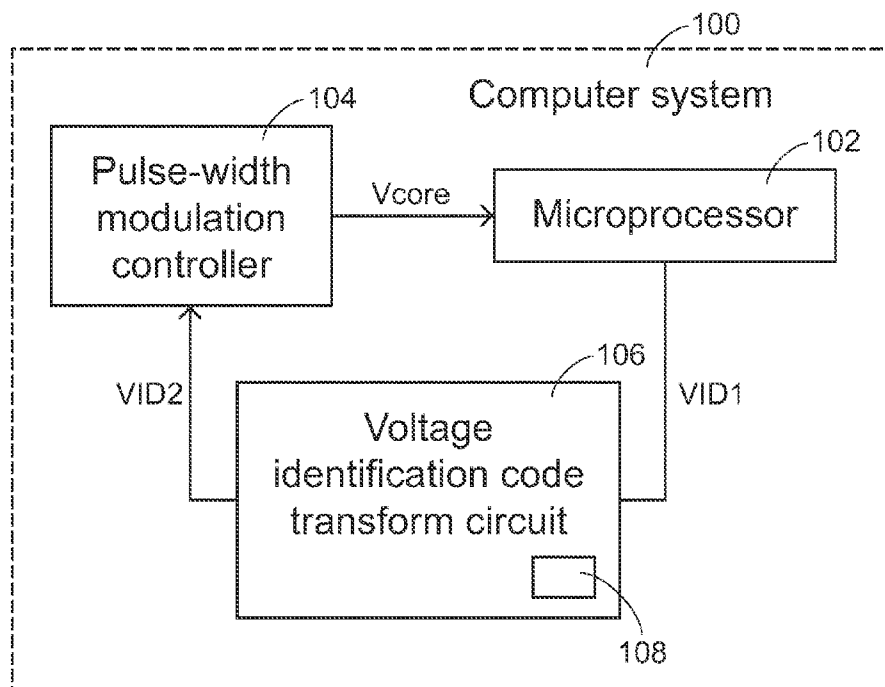 100
Computer system
104
102
Pulse-width
modulation
controller
Vcore
Microprocessor
106
VID2
VID1
Voltage
identification code
transform circuit
108